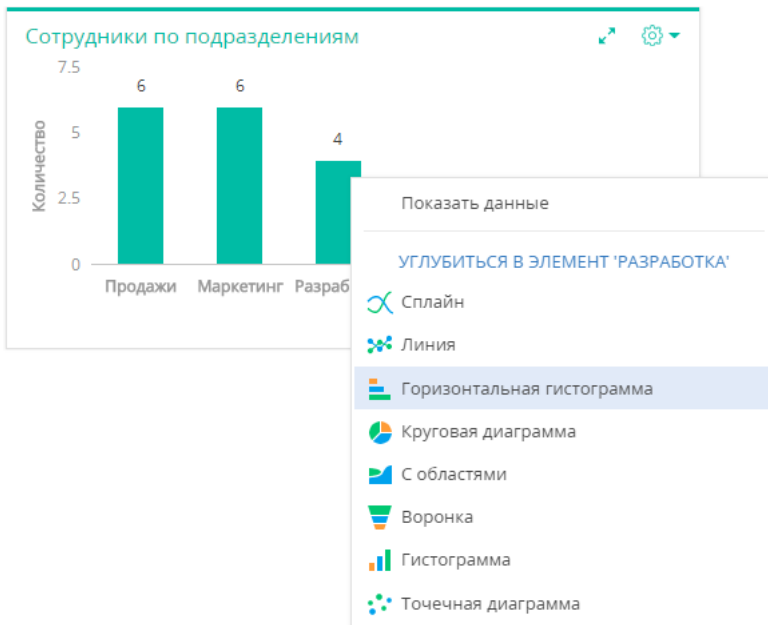 Сотрудники по подразделениям
7.5
6
6
5
4
Количество
2.5
0
Продажи
Маркетинг
Разраб
Показать данные
УГЛУБИТЬСЯ В ЭЛЕМЕНТ 'РАЗРАБОТКА'
Сплайн
Линия
Горизонтальная гистограмма
Круговая диаграмма
С областями
Воронка
Гистограмма
Точечная диаграмма